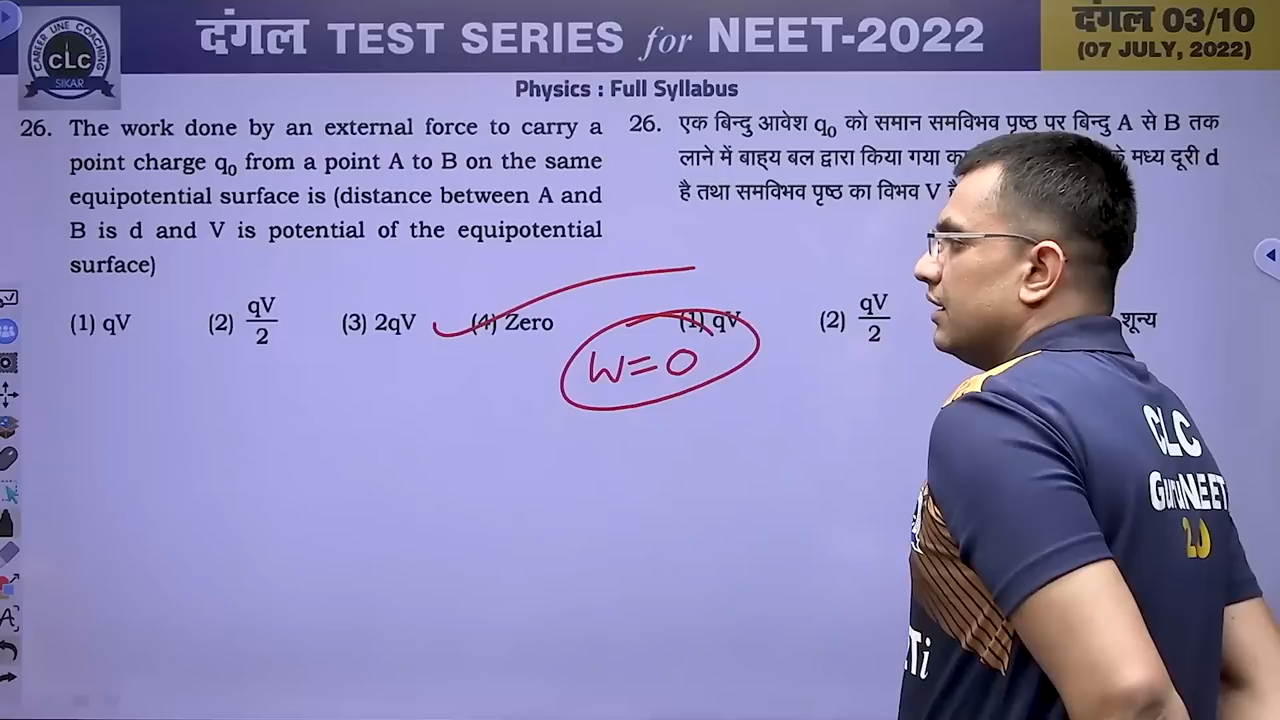 दंगल TEST SERIES for NEET-2022
दंगल 03/10
(07 JULY, 2022)
CAREER LINE COACHING
CLC
SIKAR
Physics : Full Syllabus
26. The work done by an external force to carry a
point charge q₀ from a point A to B on the same
equipotential surface is (distance between A and
B is d and V is potential of the equipotential
surface)
(1) qV (2) qV/2 (3) 2qV (4) Zero
26. एक बिन्दु आवेश q₀ को समान समविभव पृष्ठ पर बिन्दु A से B तक
लाने में बाह्य बल द्वारा किया गया मध्य दूरी d
है तथा समविभव पृष्ठ का विभव V
(1) qV (2) qV/2 शून्य
W=0
CLC
GuruNEET
2.0